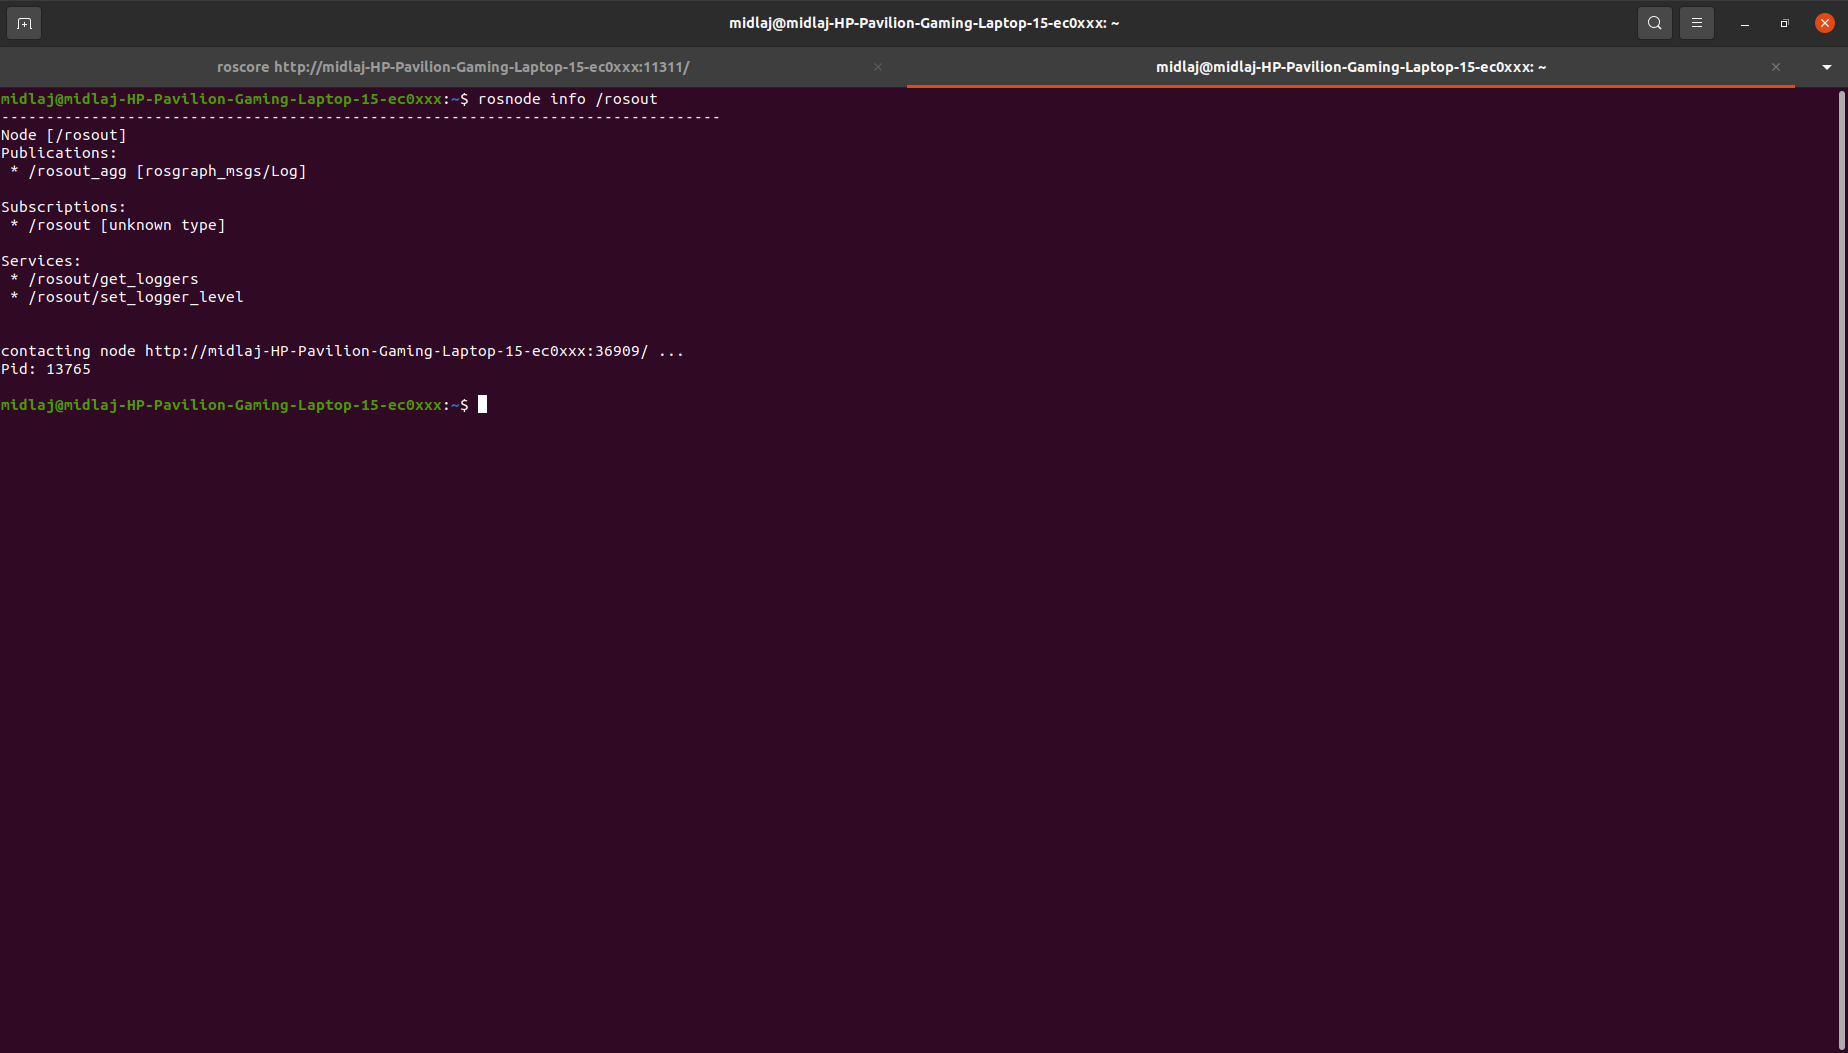 midlaj@midlaj-HP-Pavilion-Gaming-Laptop-15-ec0xxx: ~
roscore http://midlaj-HP-Pavilion-Gaming-Laptop-15-ec0xxx:11311/
midlaj@midlaj-HP-Pavilion-Gaming-Laptop-15-ec0xxx: ~
midlaj@midlaj-HP-Pavilion-Gaming-Laptop-15-ec0xxx:~$ rosnode info /rosout
--------------------------------------------------------------------------------
Node [/rosout]
Publications:
 * /rosout_agg [rosgraph_msgs/Log]
Subscriptions:
 * /rosout [unknown type]
Services:
 * /rosout/get_loggers
 * /rosout/set_logger_level
contacting node http://midlaj-HP-Pavilion-Gaming-Laptop-15-ec0xxx:36909/ ...
Pid: 13765
midlaj@midlaj-HP-Pavilion-Gaming-Laptop-15-ec0xxx:~$